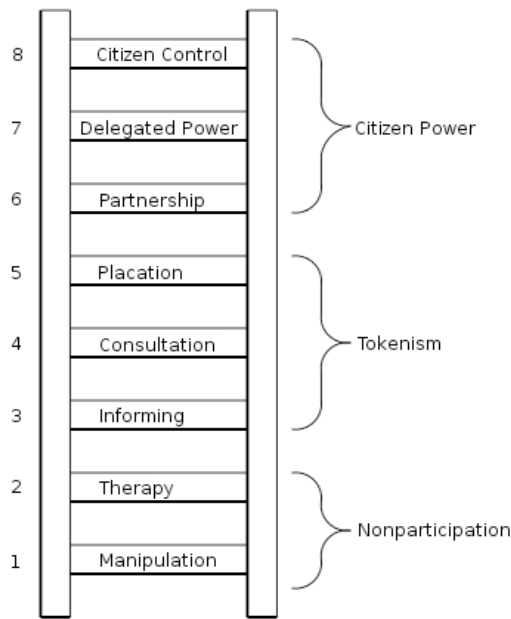 8 Citizen Control
7 Delegated Power Citizen Power
6 Partnership
5 Placation
4 Consultation Tokenism
3 Informing
2 Therapy
Nonparticipation
1 Manipulation